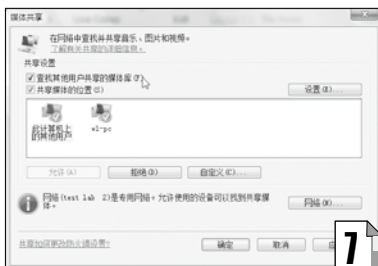 媒体共享
在网络中查找并共享音乐、图片和视频。
了解有关共享的详细信息。
共享设置
查找其他用户共享的媒体库(F)
共享媒体的位置(S)
设置(E)...
此计算机上的其他用户
wl-pc
允许(A)
拒绝(D)
自定义(C)...
网络(test lab 2)是专用网络。允许使用的设备可以找到共享媒体。
网络(N)...
共享如何更改防火墙设置?
确定
取消
7